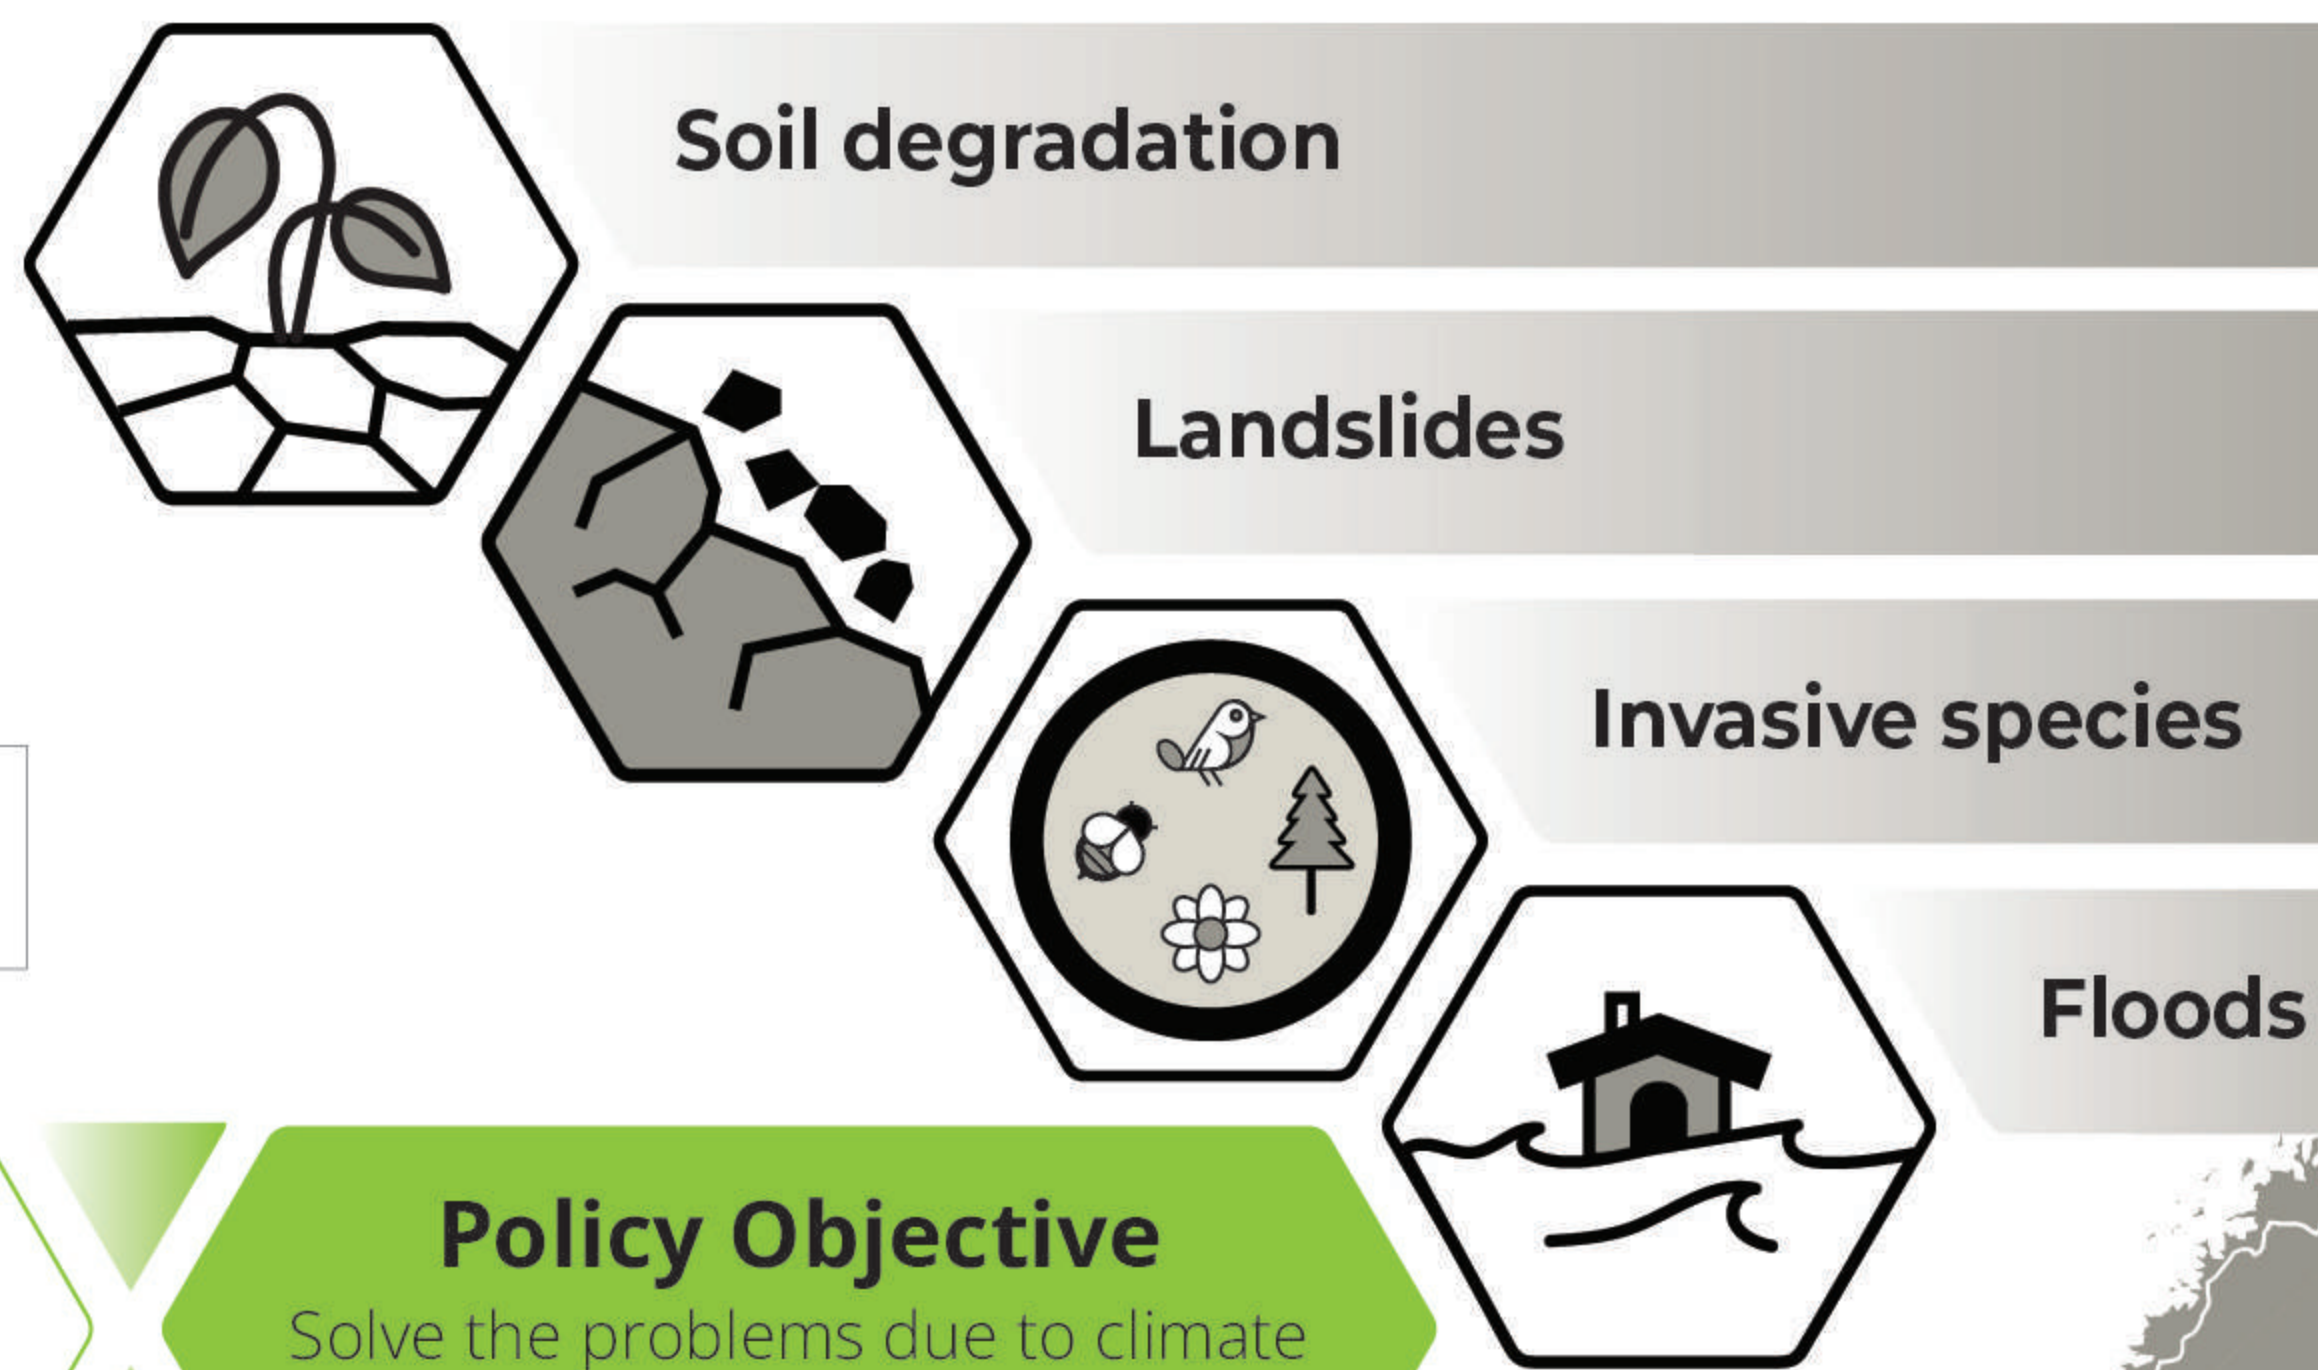 Soil degradation
Landslides
Invasive species
Floods
Policy Objective
Solve the problems due to climate